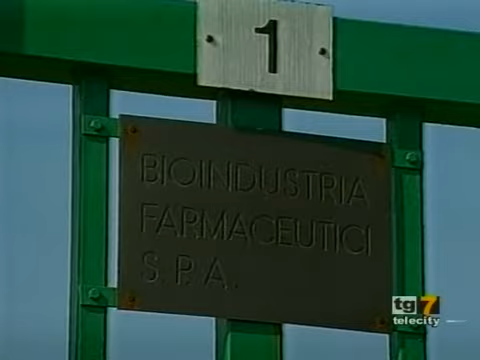 1
BIOINDUSTRIA
FARMACEUTICI
S.P.A.
tg7
telecity